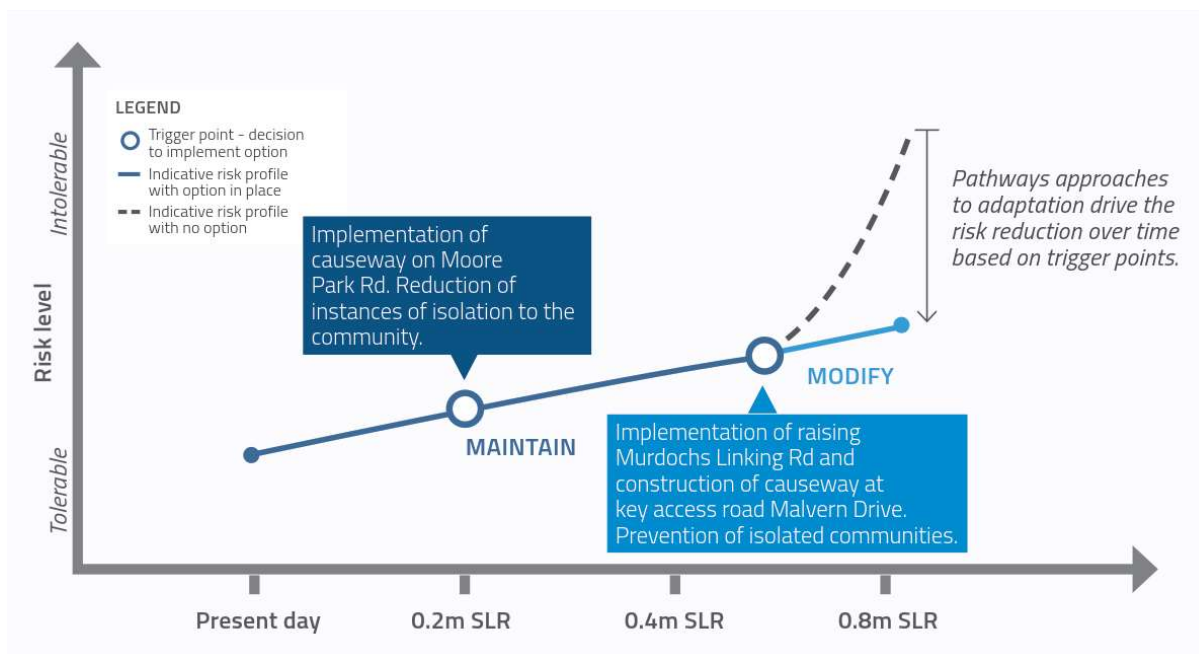 LEGEND
Trigger point - decision
to implement option
Indicative risk profile
with option in place
Indicative risk profile
with no option
Intolerable
Risk level
Tolerable
Implementation of
causeway on Moore
Park Rd. Reduction of
instances of isolation to the
community.
Pathways approaches
to adaptation drive the
risk reduction over time
based on trigger points.
MAINTAIN
MODIFY
Implementation of raising
Murdochs Linking Rd and
construction of causeway at
key access road Malvern Drive.
Prevention of isolated communities.
Present day
0.2m SLR
0.4m SLR
0.8m SLR